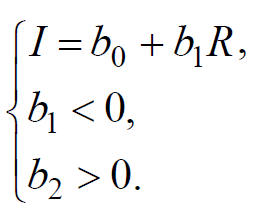 I = b₀ + b₁R,
b₁ < 0,
b₂ > 0.